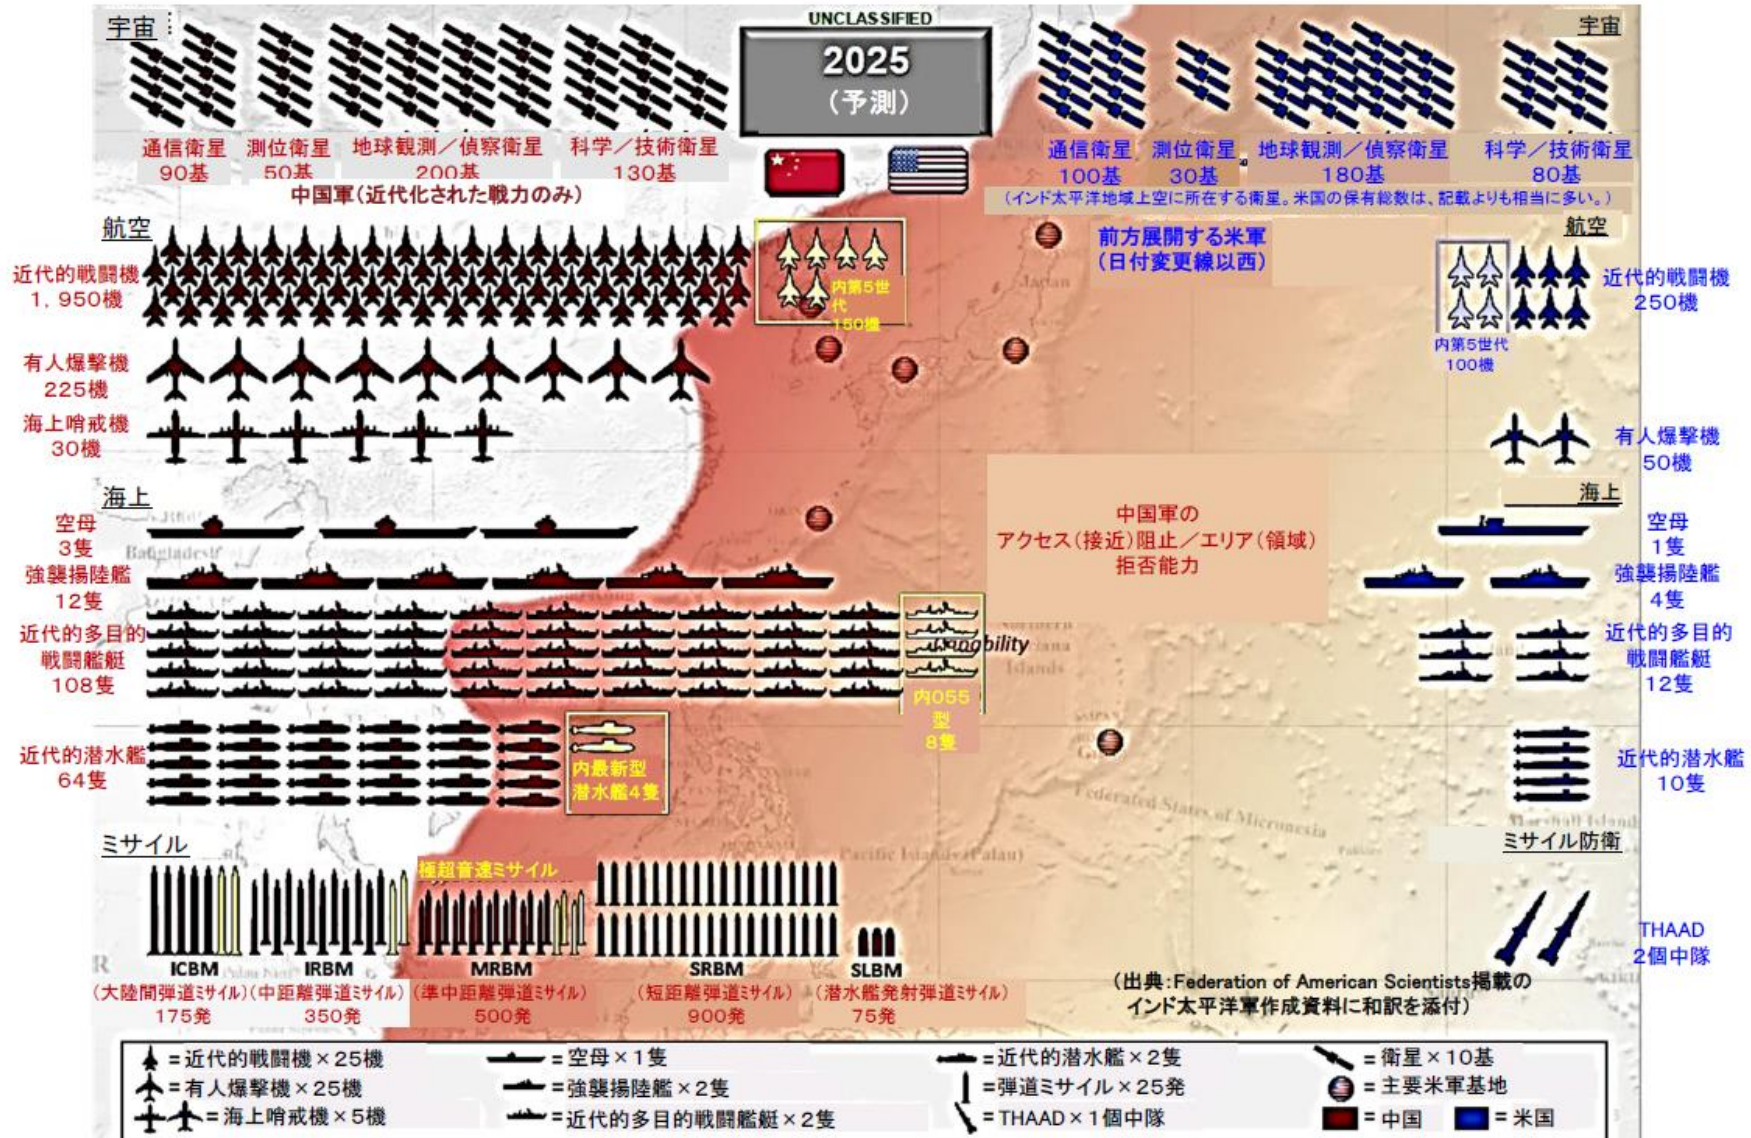 UNCLASSIFIED
2025
(予測)
宇宙
通信衛星
90基
測位衛星
50基
地球観測／偵察衛星
200基
科学／技術衛星
130基
中国軍(近代化された戦力のみ)
航空
近代的戦闘機
1,950機
内第5世
代
150機
有人爆撃機
225機
海上哨戒機
30機
海上
空母
3隻
強襲揚陸艦
12隻
近代的多目的
戦闘艦艇
108隻
内055
型
8隻
近代的潜水艦
64隻
内最新型
潜水艦4隻
ミサイル
極超音速ミサイル
ICBM
(大陸間弾道ミサイル)
175発
IRBM
(中距離弾道ミサイル)
350発
MRBM
(準中距離弾道ミサイル)
500発
SRBM
(短距離弾道ミサイル)
900発
SLBM
(潜水艦発射弾道ミサイル)
75発
宇宙
通信衛星
100基
測位衛星
30基
地球観測／偵察衛星
180基
科学／技術衛星
80基
(インド太平洋地域上空に所在する衛星。米国の保有総数は、記載よりも相当に多い。)
前方展開する米軍
(日付変更線以西)
航空
近代的戦闘機
250機
内第5世代
100機
有人爆撃機
50機
海上
空母
1隻
強襲揚陸艦
4隻
近代的多目的
戦闘艦艇
12隻
近代的潜水艦
10隻
ミサイル防衛
THAAD
2個中隊
中国軍の
アクセス(接近)阻止／エリア(領域)
拒否能力
Japan
Bangladesh
Islands
Federated States of Micronesia
Marshall Island
Pacific Islands (Palau)
(出典:Federation of American Scientists掲載の
インド太平洋軍作成資料に和訳を添付)
=近代的戦闘機×25機
=有人爆撃機×25機
=海上哨戒機×5機
=空母×1隻
=強襲揚陸艦×2隻
=近代的多目的戦闘艦艇×2隻
=近代的潜水艦×2隻
=弾道ミサイル×25発
=THAAD×1個中隊
=衛星×10基
=主要米軍基地
=中国
=米国